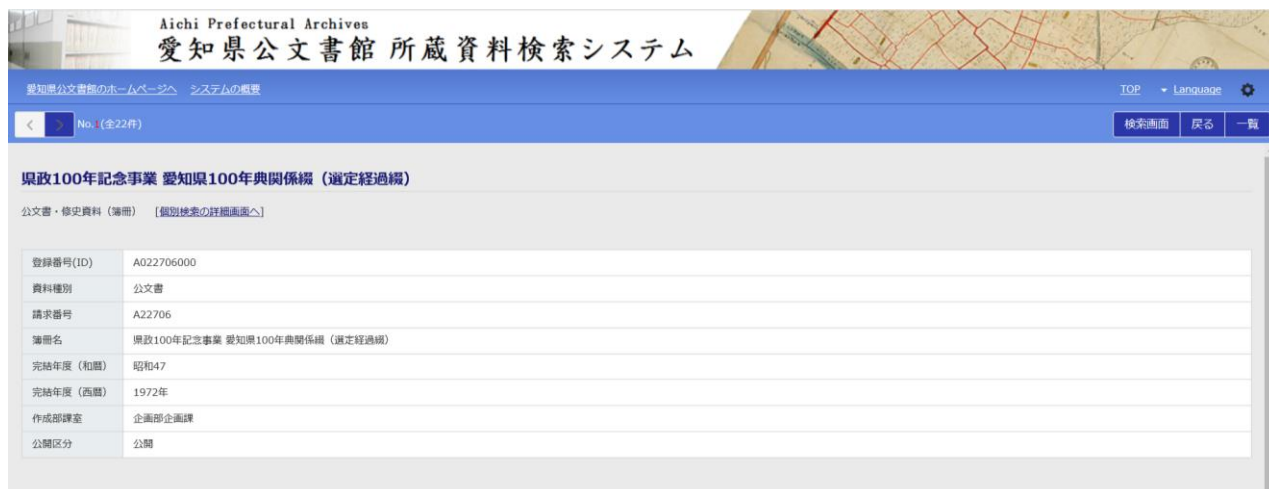 Aichi Prefectural Archives
愛知県公文書館 所蔵資料検索システム
愛知県公文書館のホームページへ システムの概要 TOP Language
No.1(全22件) 検索画面 戻る 一覧
県政100年記念事業 愛知県100年典関係綴（選定経過綴）
公文書・修史資料（簿冊） [個別検索の詳細画面へ]
登録番号(ID) A022706000
資料種別 公文書
請求番号 A22706
簿冊名 県政100年記念事業 愛知県100年典関係綴（選定経過綴）
完結年度（和暦） 昭和47
完結年度（西暦） 1972年
作成部課室 企画部企画課
公開区分 公開